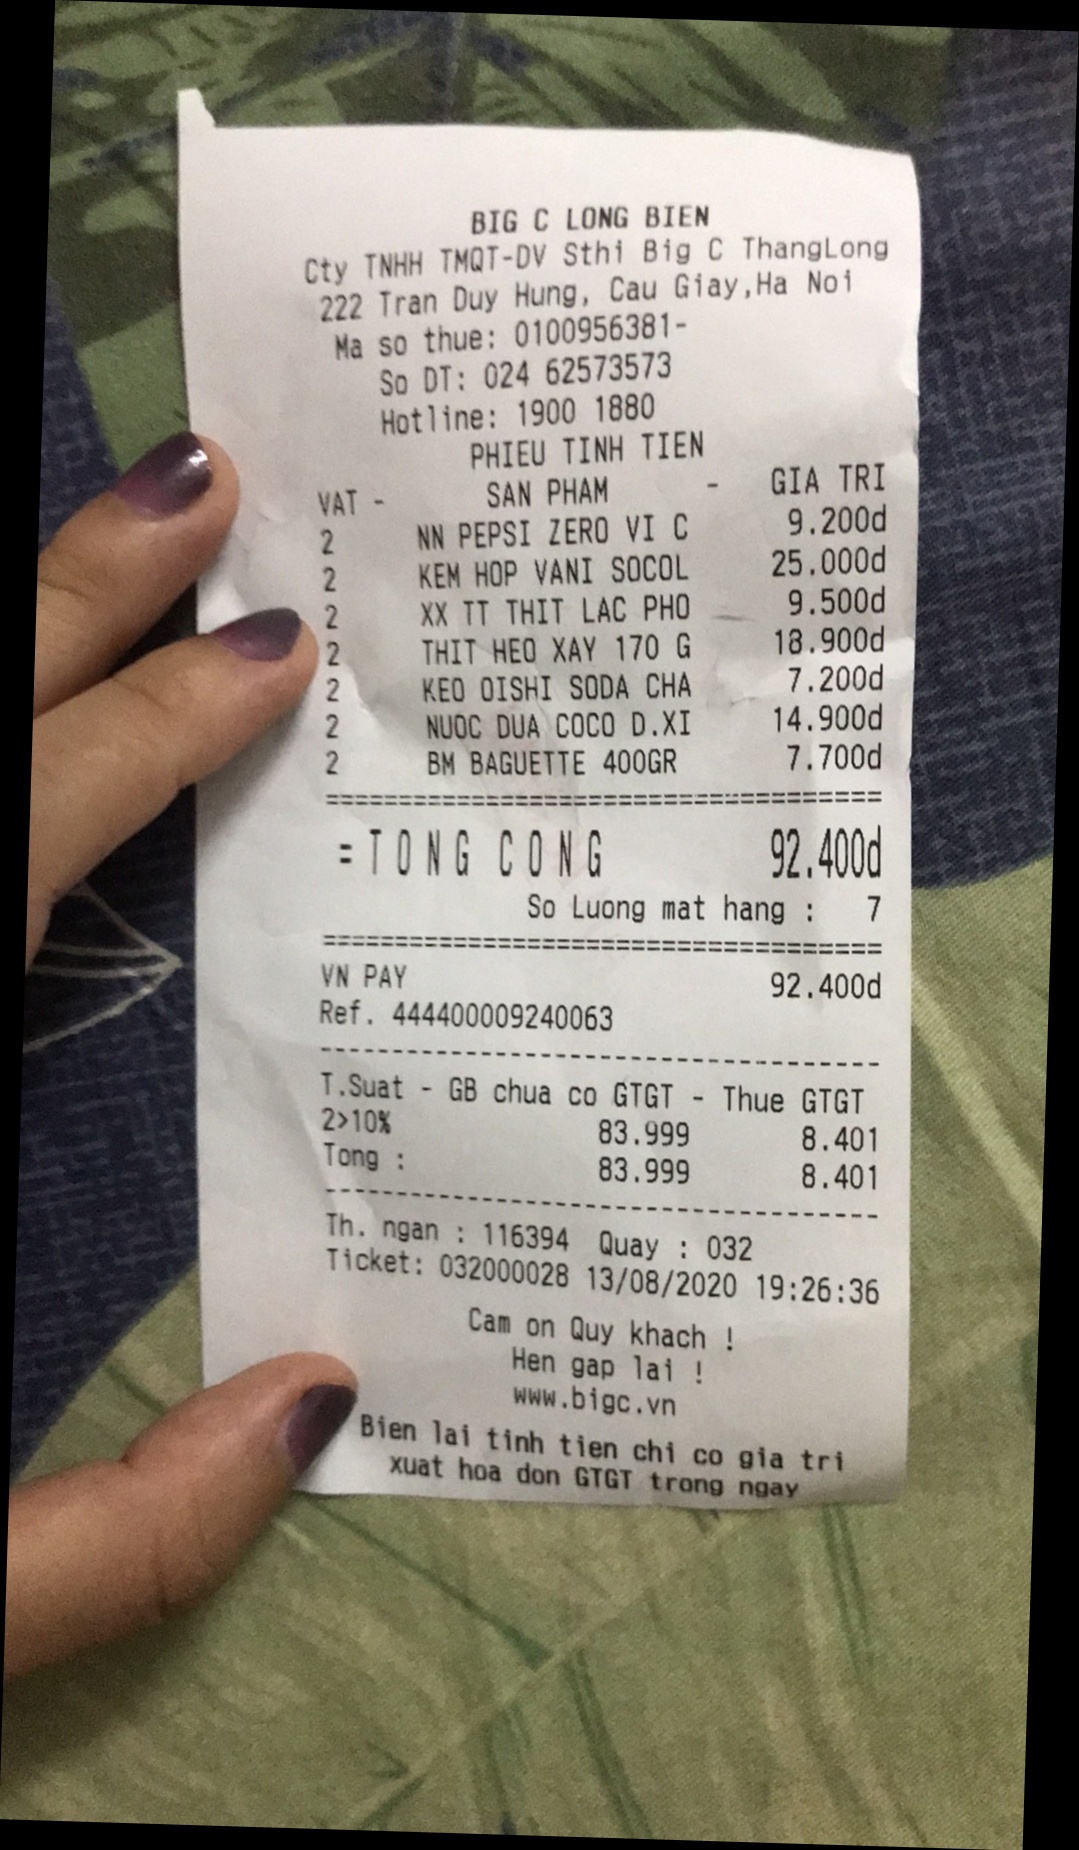 BIG C LONG BIEN
Cty TNHH TMQT-DV Sthi Big C ThangLong
222 Tran Duy Hung, Cau Giay,Ha Noi
Ma so thue: 0100956381-
So DT: 024 62573573
Hotline: 1900 1880
PHIEU TINH TIEN
VAT - SAN PHAM - GIA TRI
2 NN PEPSI ZERO VI C 9.200d
2 KEM HOP VANI SOCOL 25.000d
2 XX TT THIT LAC PHO 9.500d
2 THIT HEO XAY 170 G 18.900d
2 KEO OISHI SODA CHA 7.200d
2 NUOC DUA COCO D.XI 14.900d
2 BM BAGUETTE 400GR 7.700d
======================================
=TONG CONG 92.400d
So Luong mat hang : 7
======================================
VN PAY 92.400d
Ref. 444400009240063
--------------------------------------
T.Suat - GB chua co GTGT - Thue GTGT
2>10% 83.999 8.401
Tong : 83.999 8.401
--------------------------------------
Th. ngan : 116394 Quay : 032
Ticket: 032000028 13/08/2020 19:26:36
Cam on Quy khach !
Hen gap lai !
www.bigc.vn
Bien lai tinh tien chi co gia tri
xuat hoa don GTGT trong ngay